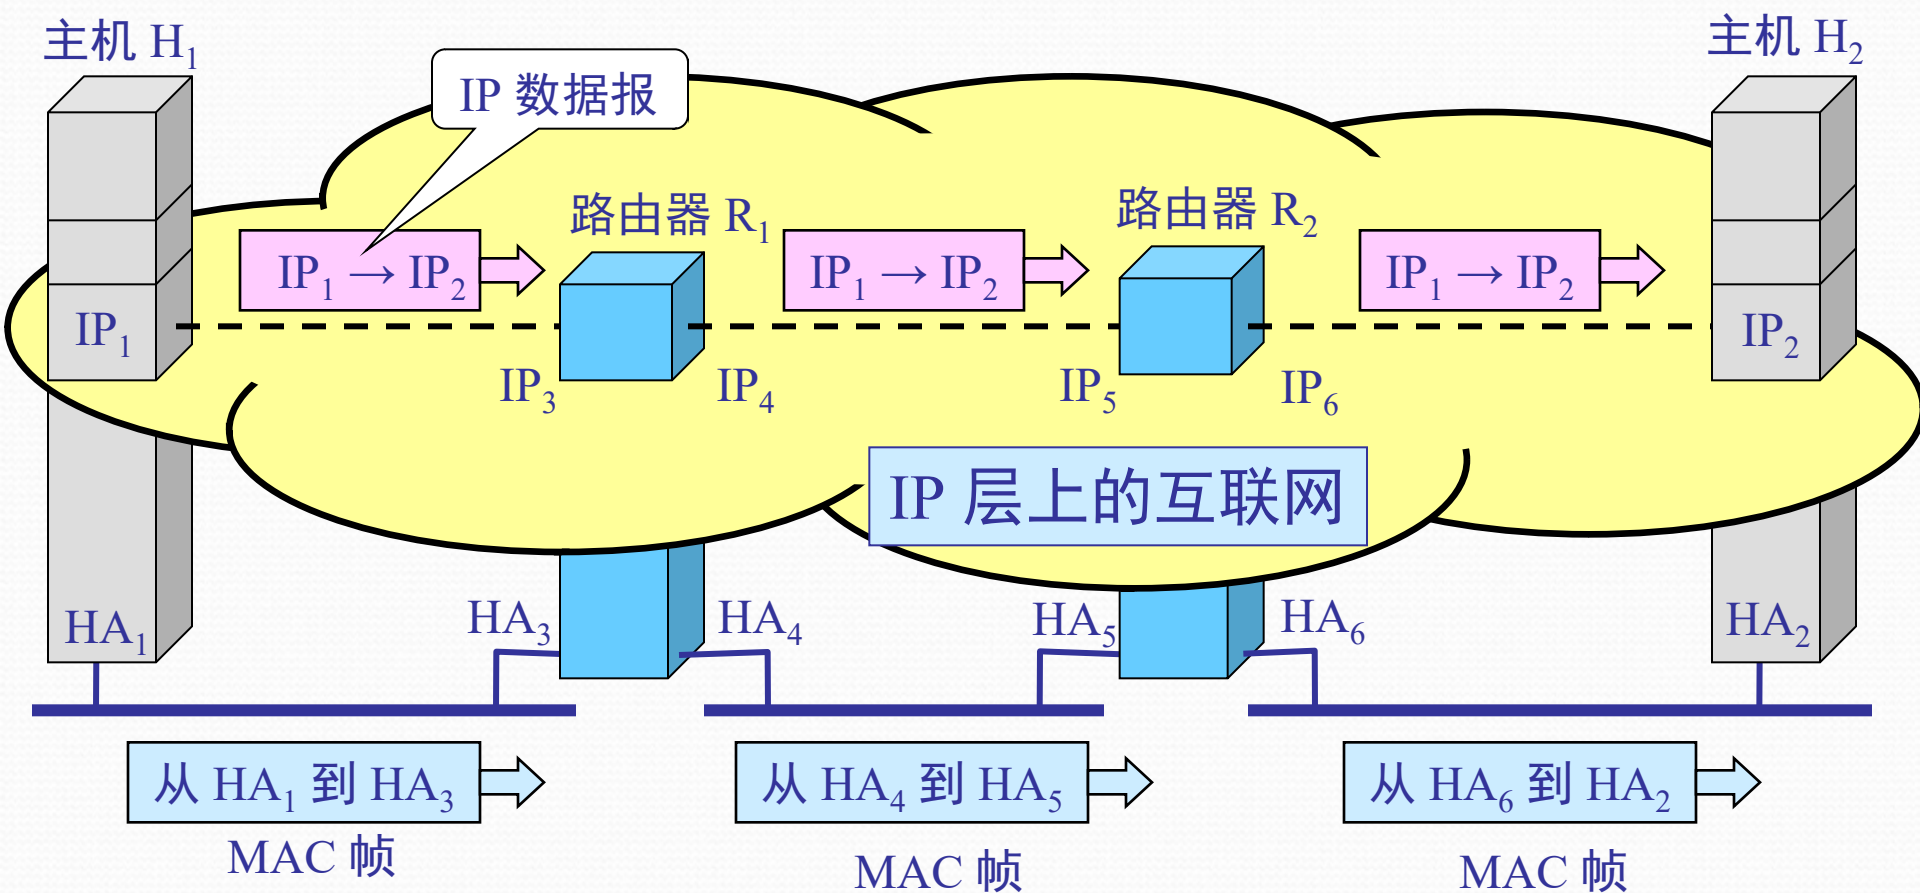 主机 H₁
主机 H₂
IP 数据报
路由器 R₁
路由器 R₂
IP₁ → IP₂
IP₁ → IP₂
IP₁ → IP₂
IP₁
IP₂
IP₃
IP₄
IP₅
IP₆
IP 层上的互联网
HA₁
HA₃
HA₄
HA₅
HA₆
HA₂
从 HA₁ 到 HA₃
从 HA₄ 到 HA₅
从 HA₆ 到 HA₂
MAC 帧
MAC 帧
MAC 帧